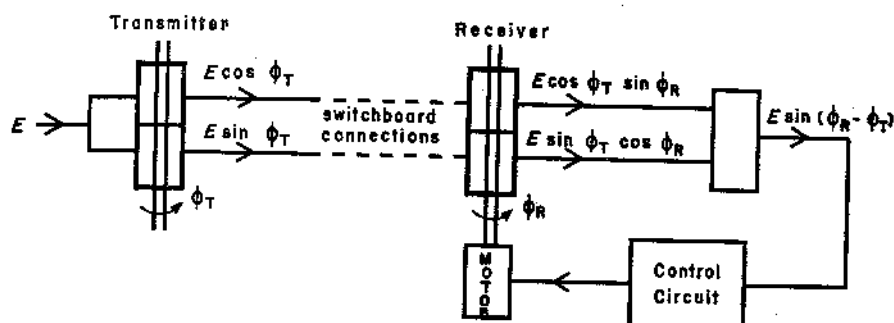 Transmitter
Receiver
E cos ϕT
E cos ϕT sin ϕR
E
E sin ϕT
switchboard
connections
E sin ϕT cos ϕR
E sin (ϕR - ϕT)
ϕT
ϕR
MOTOR
Control
Circuit